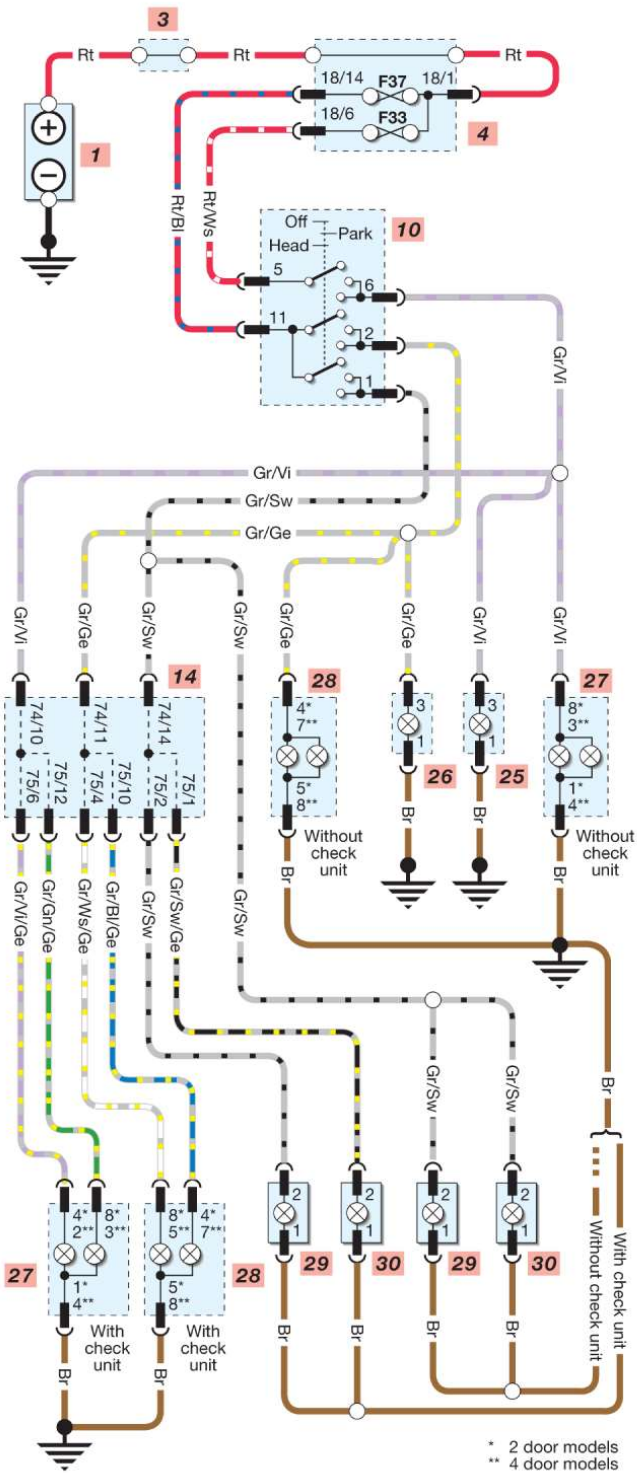 3
Rt
Rt
Rt
18/14
F37
18/1
18/6
F33
4
1
Rt/Bl
Rt/Ws
Off
Park
Head
10
5
6
11
2
1
Gr/Vi
Gr/Vi
Gr/Sw
Gr/Ge
Gr/Vi
Gr/Ge
Gr/Sw
Gr/Sw
Gr/Ge
Gr/Ge
Gr/Vi
Gr/Vi
14
28
27
74/10
74/11
74/14
4*
7**
3
3
8*
3**
1
1
26
25
75/6
75/12
75/4
75/10
75/2
75/1
5*
8**
1*
4**
Without
check
unit
Without
check
unit
Br
Br
Br
Br
Gr/Vi/Ge
Gr/Gn/Ge
Gr/Ws/Ge
Gr/Bl/Ge
Gr/Sw
Gr/Sw/Ge
Gr/Sw
Gr/Sw
Gr/Sw
Br
4*
2**
8*
3**
8*
5**
4*
7**
2
2
2
2
1
1
1
1
27
28
29
30
29
30
1*
4**
5*
8**
With
check
unit
With
check
unit
Br
Br
Br
Br
Br
Br
Without check unit
With check unit
* 2 door models
** 4 door models